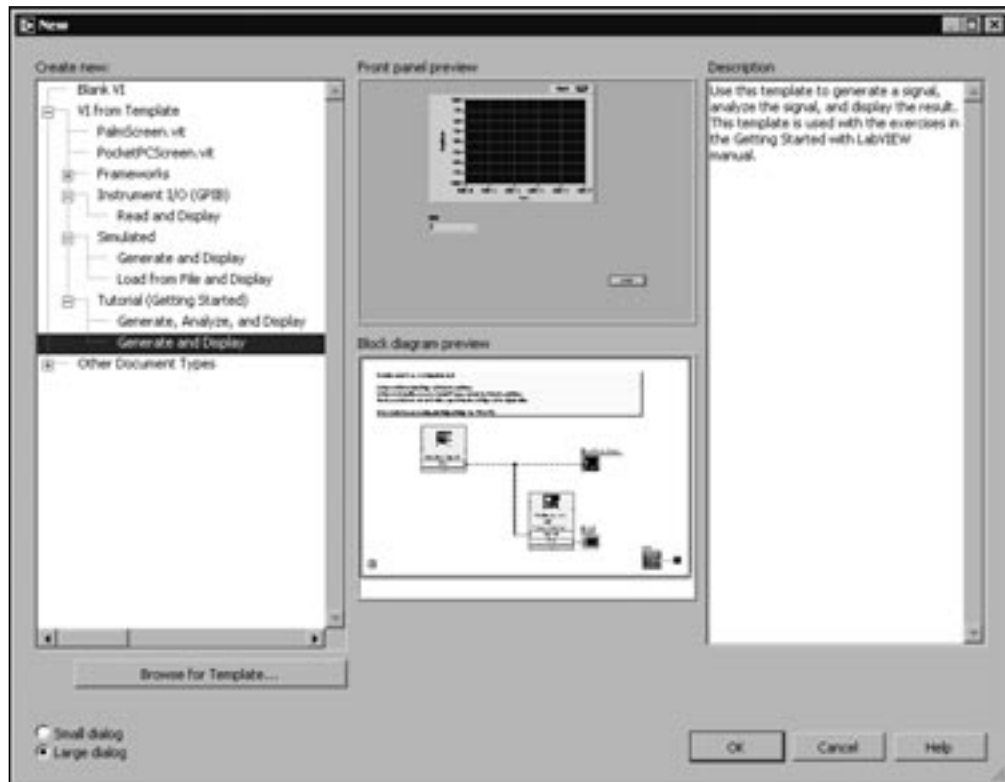 New
Create new:
Blank VI
VI from Template
PalmScreen.vit
PocketPCScreen.vit
Frameworks
Instrument I/O (GPIB)
Read and Display
Simulated
Generate and Display
Load from File and Display
Tutorial (Getting Started)
Generate, Analyze, and Display
Generate and Display
Other Document Types
Browse for Template...
Small dialog
Large dialog
Front panel preview
Block diagram preview
Description
Use this template to generate a signal,
analyze the signal, and display the result.
This template is used with the exercises in
the Getting Started with LabVIEW
manual.
OK
Cancel
Help